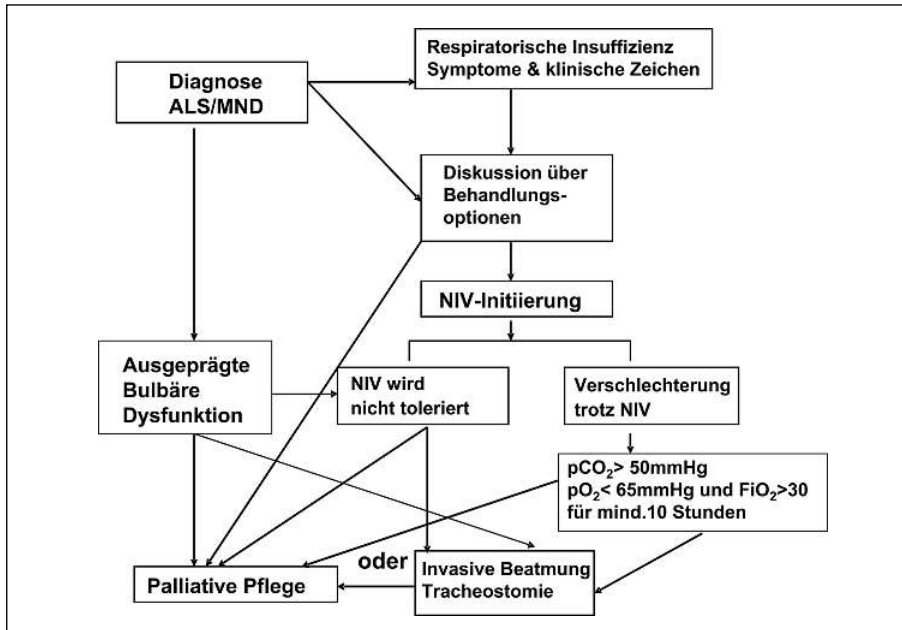 Respiratorische Insuffizienz
Symptome & klinische Zeichen
Diagnose
ALS/MND
Diskussion über
Behandlungs-
optionen
NIV-Initiierung
Ausgeprägte
Bulbäre
Dysfunktion
NIV wird
nicht toleriert
Verschlechterung
trotz NIV
pCO₂> 50mmHg
pO₂< 65mmHg und FiO₂>30
für mind.10 Stunden
oder
Palliative Pflege
Invasive Beatmung
Tracheostomie